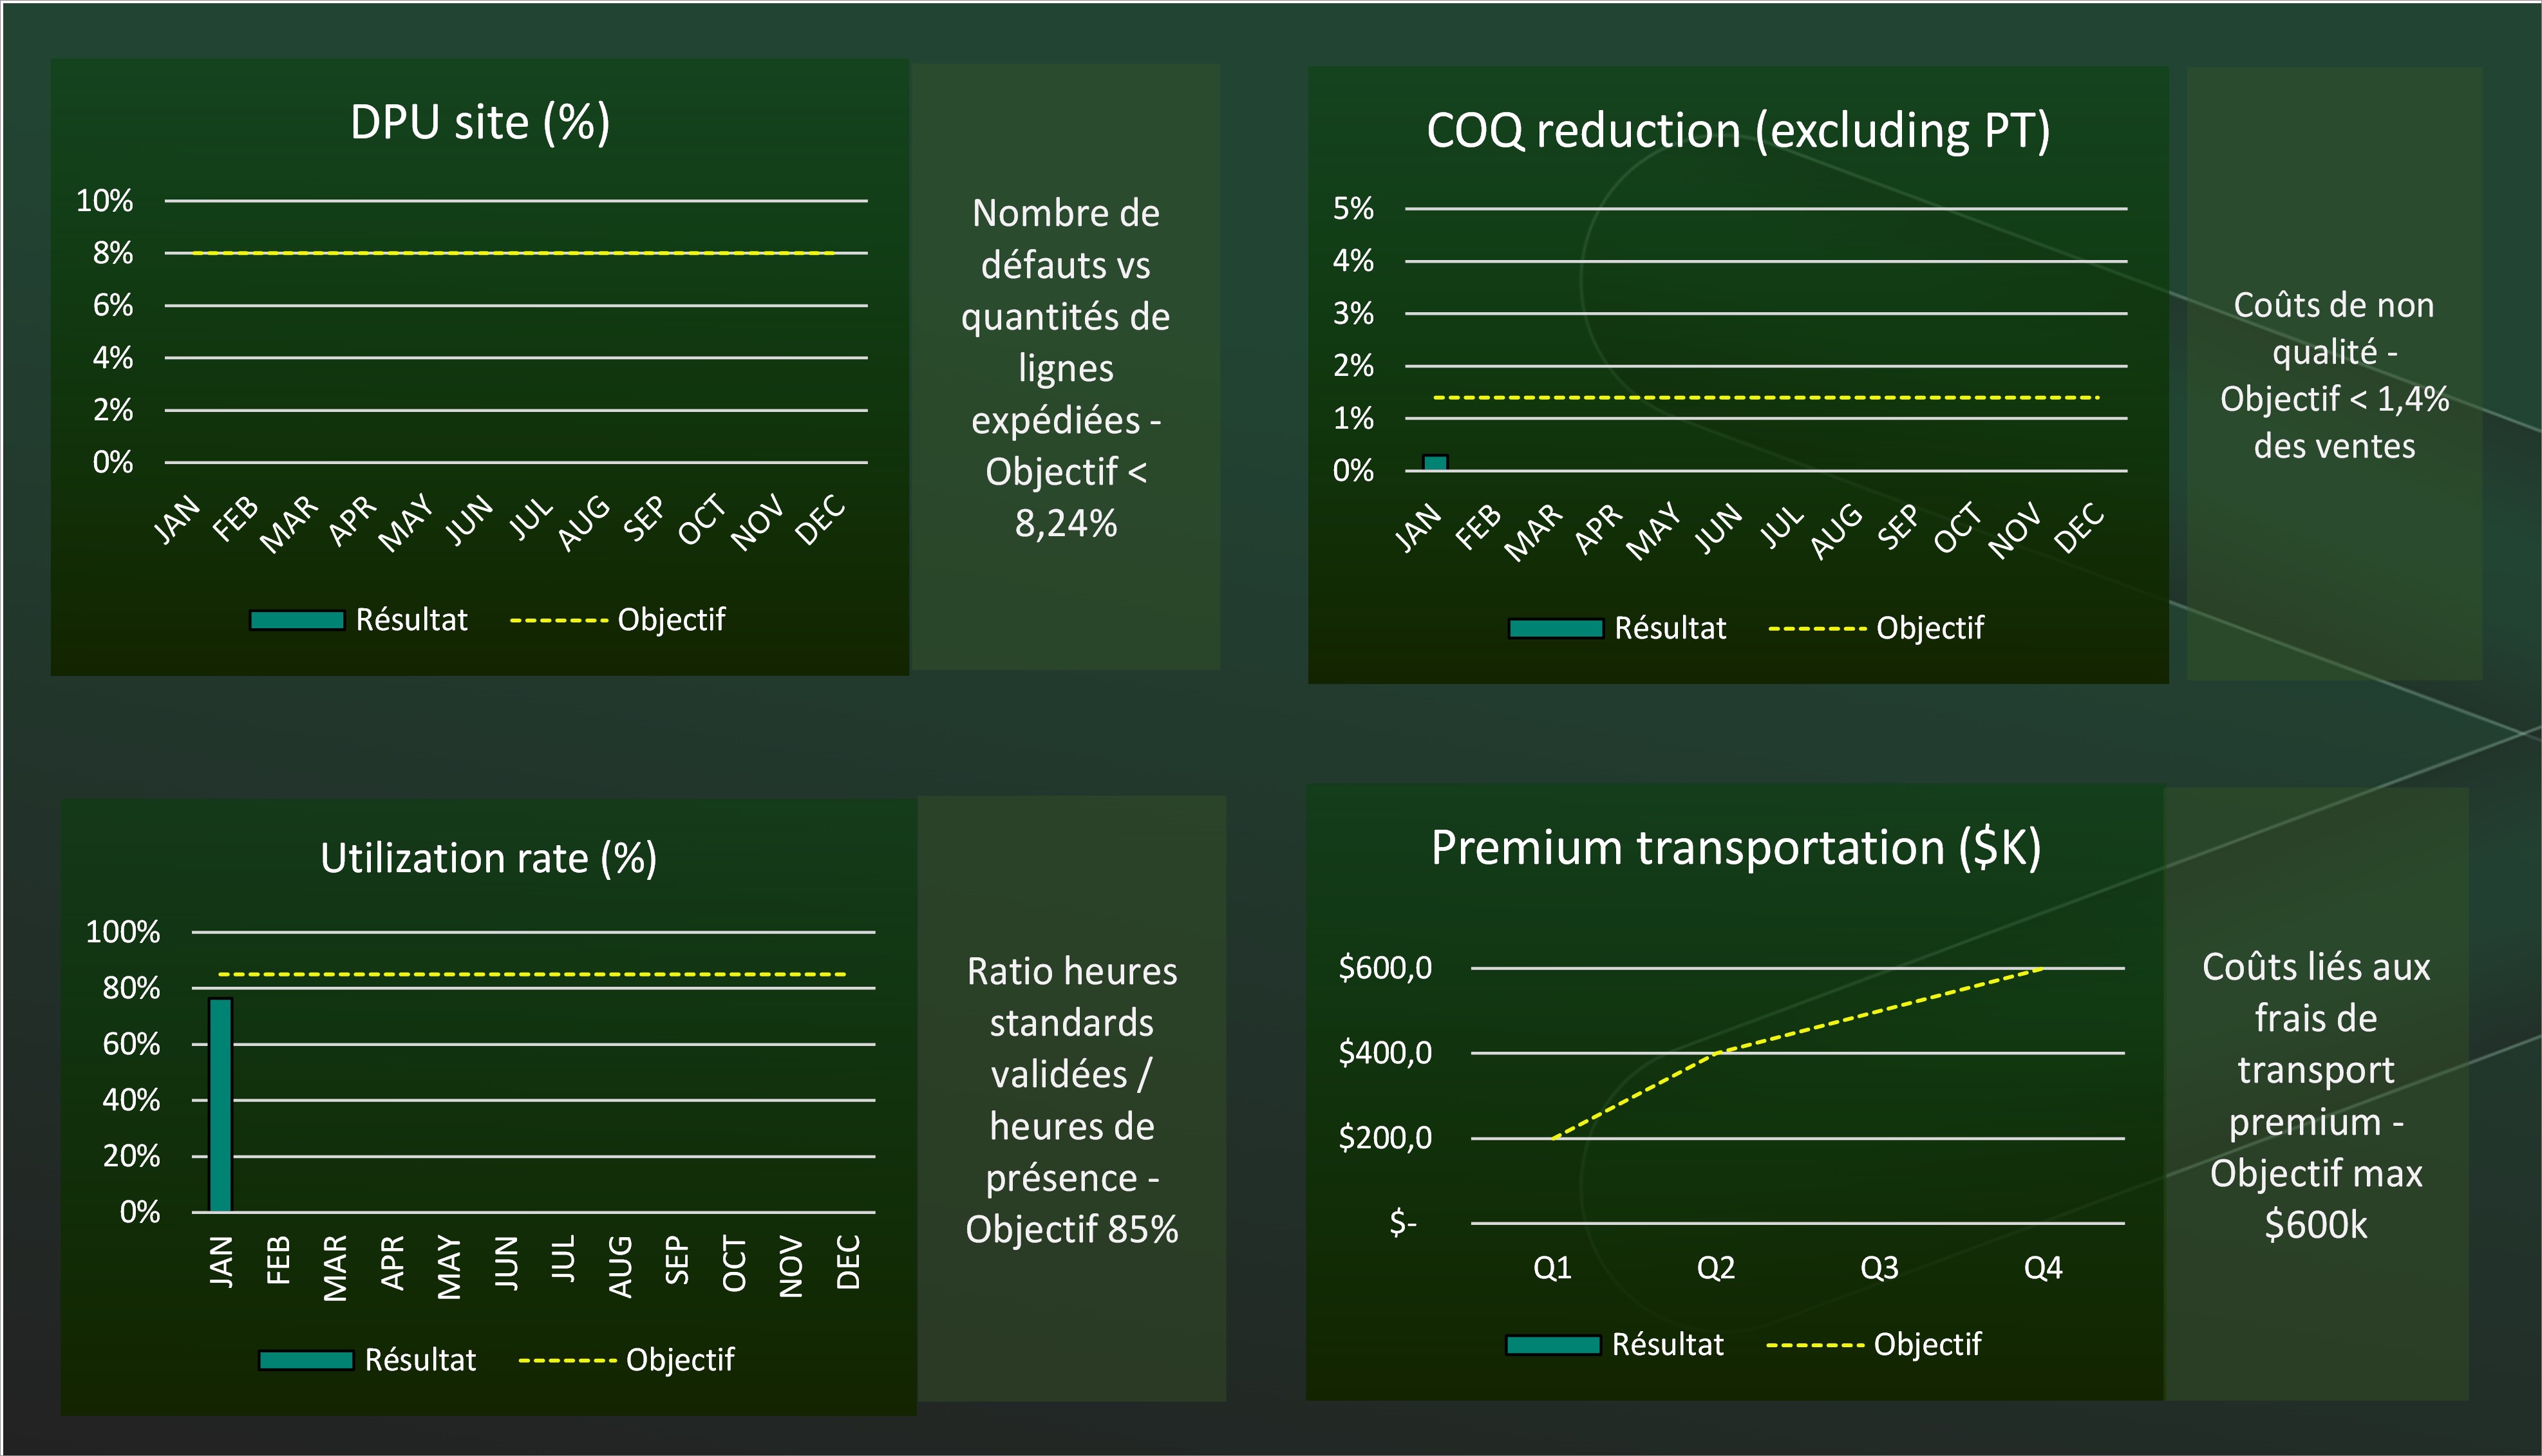 DPU site (%)
10%
8%
6%
4%
2%
0%
JAN FEB MAR APR MAY JUN JUL AUG SEP OCT NOV DEC
Résultat Objectif
Nombre de
défauts vs
quantités de
lignes
expédiées -
Objectif <
8,24%
COQ reduction (excluding PT)
5%
4%
3%
2%
1%
0%
JAN FEB MAR APR MAY JUN JUL AUG SEP OCT NOV DEC
Résultat Objectif
Coûts de non
qualité -
Objectif < 1,4%
des ventes
Utilization rate (%)
100%
80%
60%
40%
20%
0%
JAN FEB MAR APR MAY JUN JUL AUG SEP OCT NOV DEC
Résultat Objectif
Ratio heures
standards
validées /
heures de
présence -
Objectif 85%
Premium transportation ($K)
$600,0
$400,0
$200,0
$-
Q1 Q2 Q3 Q4
Résultat Objectif
Coûts liés aux
frais de
transport
premium -
Objectif max
$600k